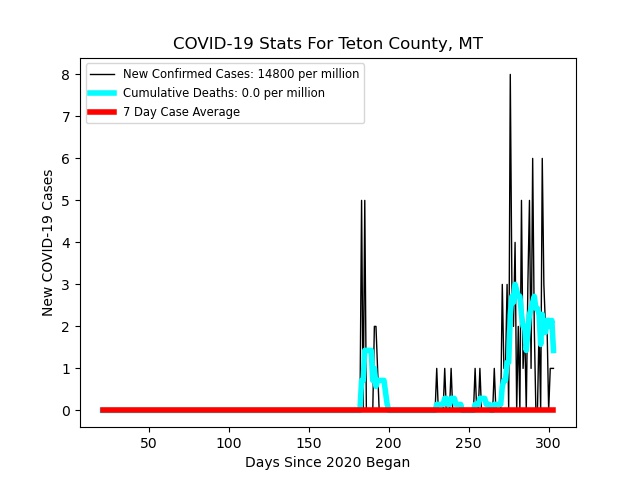 COVID-19 Stats For Teton County, MT
New Confirmed Cases: 14800 per million
Cumulative Deaths: 0.0 per million
7 Day Case Average
New COVID-19 Cases
8
7
6
5
4
3
2
1
0
50 100 150 200 250 300
Days Since 2020 Began